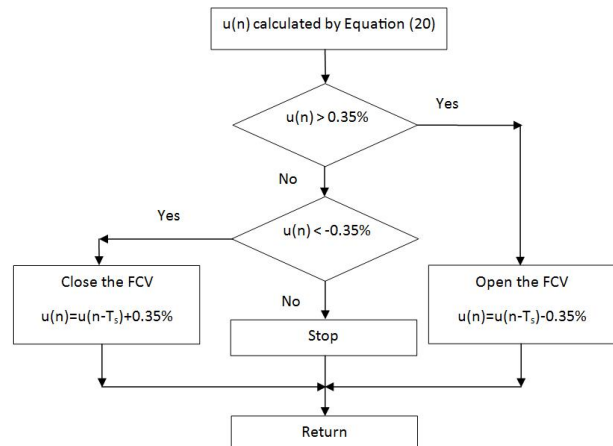 u(n) calculated by Equation (20)
u(n) > 0.35%
Yes
No
Yes
u(n) < -0.35%
Close the FCV
u(n)=u(n-Ts)+0.35%
No
Stop
Open the FCV
u(n)=u(n-Ts)-0.35%
Return